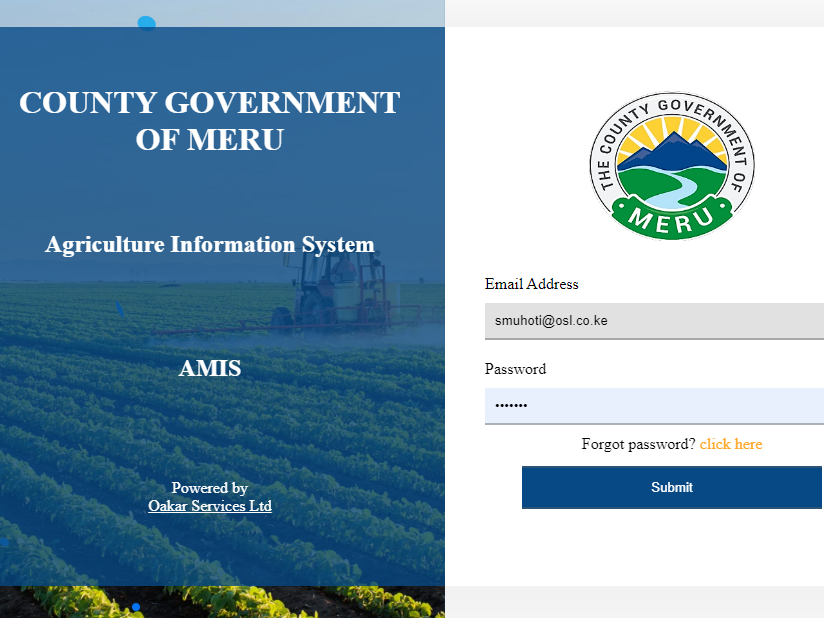 COUNTY GOVERNMENT
OF MERU
Agriculture Information System
AMIS
Powered by
Oakar Services Ltd
THE COUNTY GOVERNMENT OF
MERU
Email Address
smuhoti@osl.co.ke
Password
•••••••
Forgot password? click here
Submit